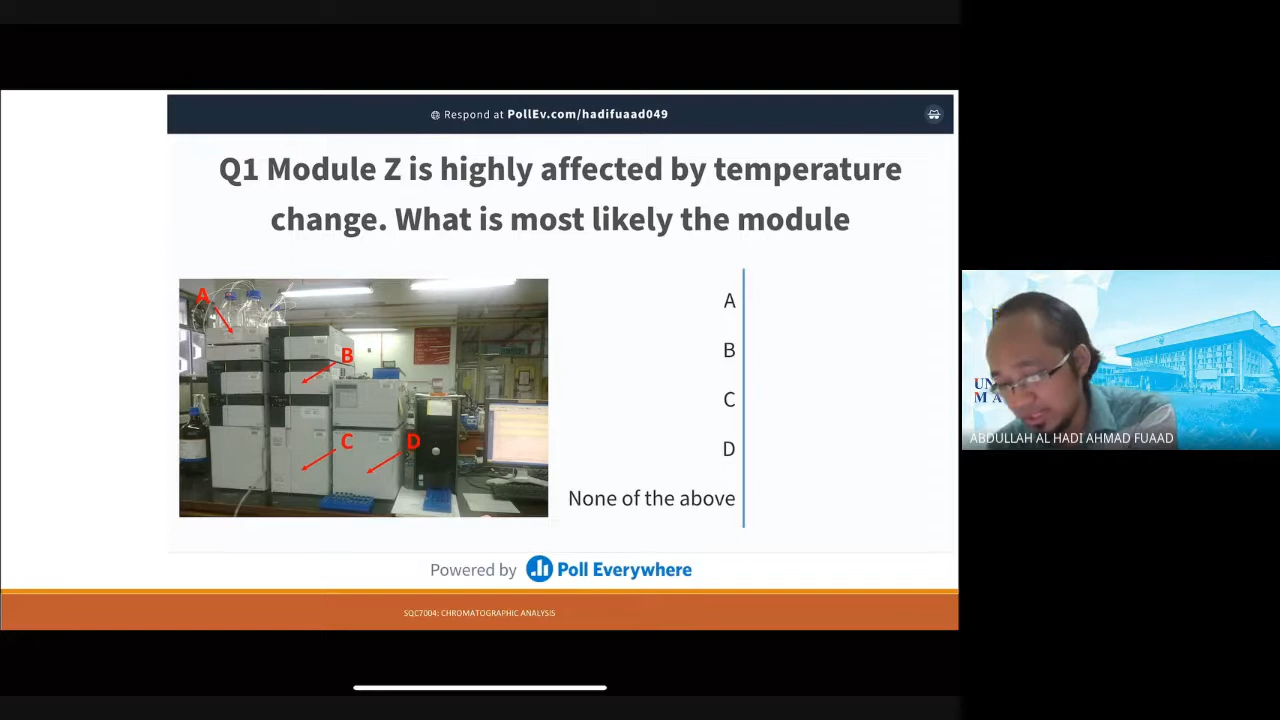 Respond at PollEv.com/hadifuaad049
Q1 Module Z is highly affected by temperature
change. What is most likely the module
A
B
C
D
A
B
C
D
None of the above
Powered by Poll Everywhere
SQC7004: CHROMATOGRAPHIC ANALYSIS
UN
M A
ABDULLAH AL HADI AHMAD FUAAD